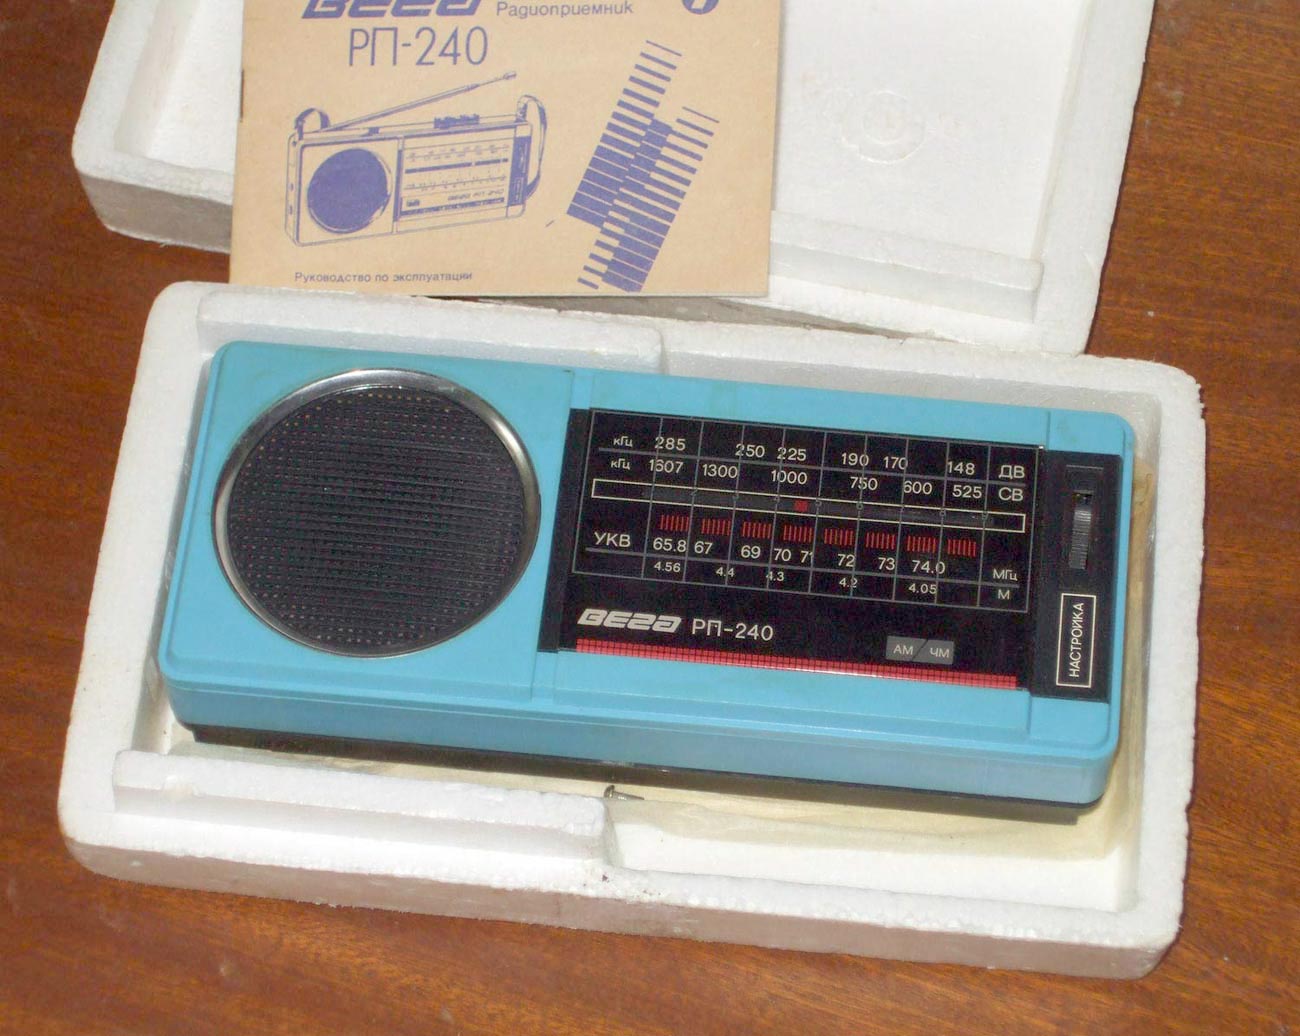 Вега Радиоприемник
РП-240
Руководство по эксплуатации
кГц 285 250 225 190 170 148 ДВ
кГц 1607 1300 1000 750 600 525 СВ
УКВ 65.8 67 69 70 71 72 73 74.0 МГц
4.56 4.4 4.3 4.2 4.05 М
Вега РП-240
АМ / ЧМ
НАСТРОЙКА